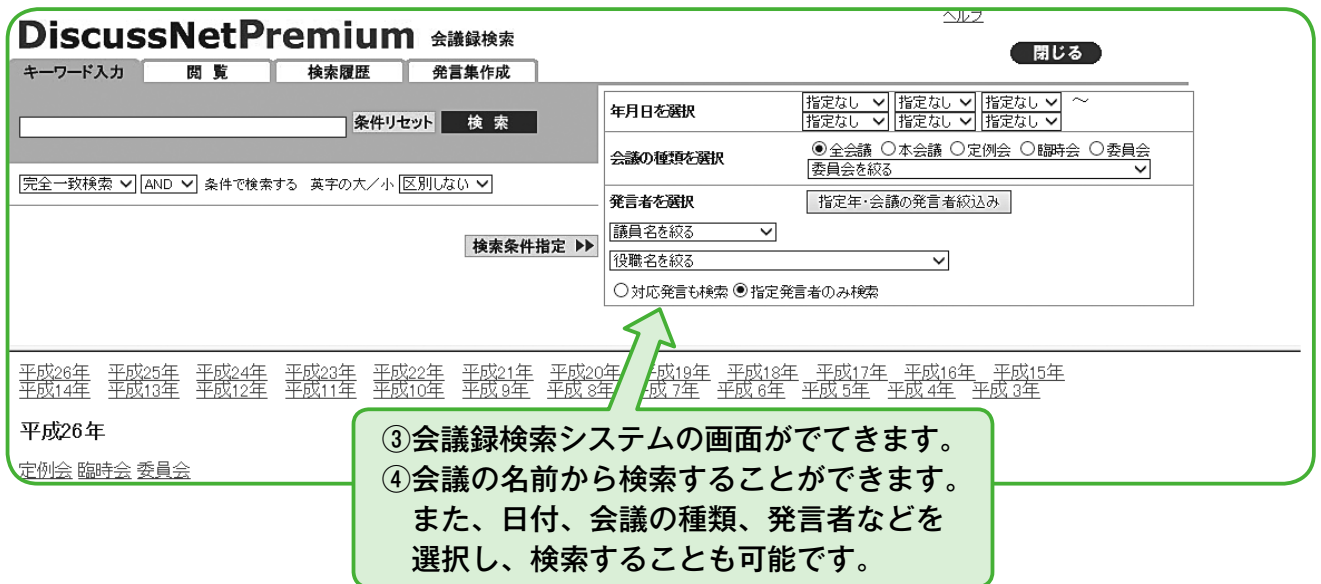 ヘルプ
DiscussNetPremium 会議録検索
閉じる
キーワード入力 閲 覧 検索履歴 発言集作成
条件リセット 検 索
完全一致検索 AND 条件で検索する 英字の大／小 区別しない
検索条件指定
年月日を選択 指定なし 指定なし 指定なし ～
指定なし 指定なし 指定なし
会議の種類を選択 全会議 本会議 定例会 臨時会 委員会
委員会を絞る
発言者を選択 指定年・会議の発言者絞込み
議員名を絞る
役職名を絞る
対応発言も検索 指定発言者のみ検索
平成26年 平成25年 平成24年 平成23年 平成22年 平成21年 平成20年 平成19年 平成18年 平成17年 平成16年 平成15年
平成14年 平成13年 平成12年 平成11年 平成10年 平成 9年 平成 8年 平成 7年 平成 6年 平成 5年 平成 4年 平成 3年
平成26年
定例会 臨時会 委員会
③会議録検索システムの画面がでてきます。
④会議の名前から検索することができます。
また、日付、会議の種類、発言者などを
選択し、検索することも可能です。